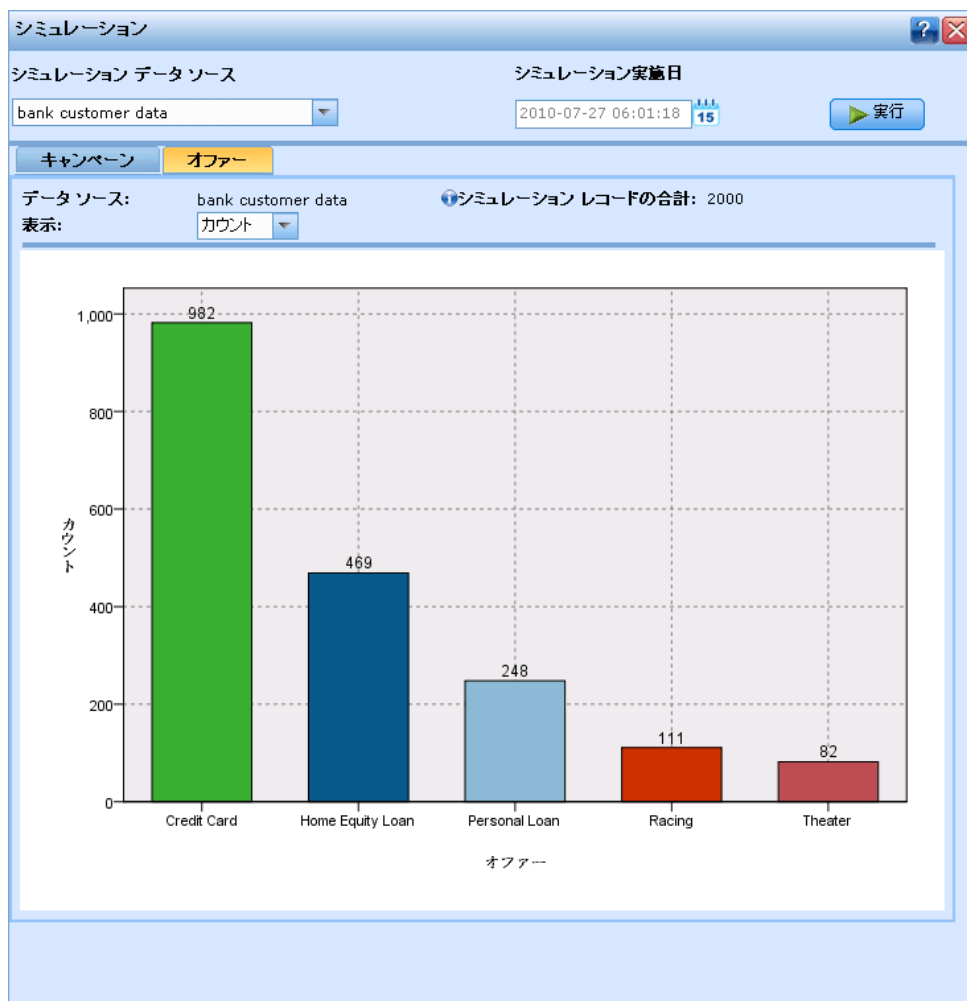 シミュレーション
シミュレーション データ ソース
シミュレーション実施日
bank customer data
2010-07-27 06:01:18
15
実行
キャンペーン
オファー
データ ソース:
bank customer data
シミュレーション レコードの合計: 2000
表示:
カウント
1,000
800
600
400
200
0
カウント
982
469
248
111
82
Credit Card
Home Equity Loan
Personal Loan
Racing
Theater
オファー